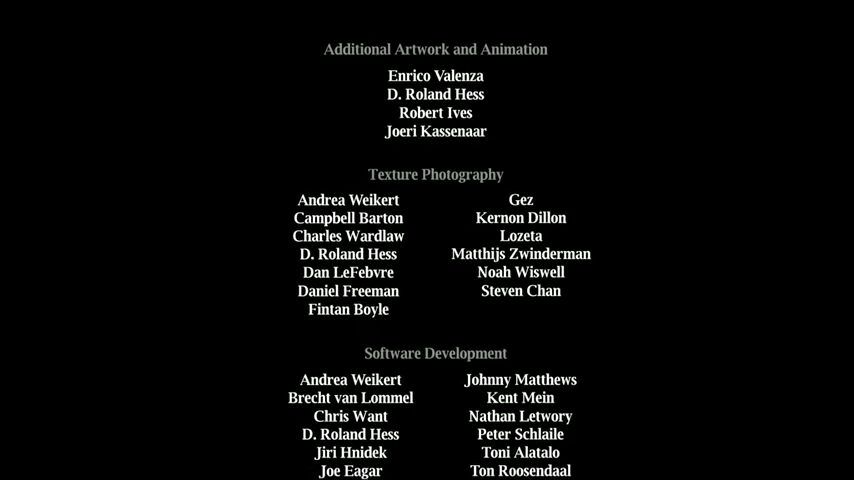 Additional Artwork and Animation
Enrico Valenza
D. Roland Hess
Robert Ives
Joeri Kassenaar
Texture Photography
Andrea Weikert
Campbell Barton
Charles Wardlaw
D. Roland Hess
Dan LeFebvre
Daniel Freeman
Fintan Boyle
Gez
Kernon Dillon
Lozeta
Matthijs Zwinderman
Noah Wiswell
Steven Chan
Software Development
Andrea Weikert
Brecht van Lommel
Chris Want
D. Roland Hess
Jiri Hnidek
Joe Eagar
Johnny Matthews
Kent Mein
Nathan Letwory
Peter Schlaile
Toni Alatalo
Ton Roosendaal